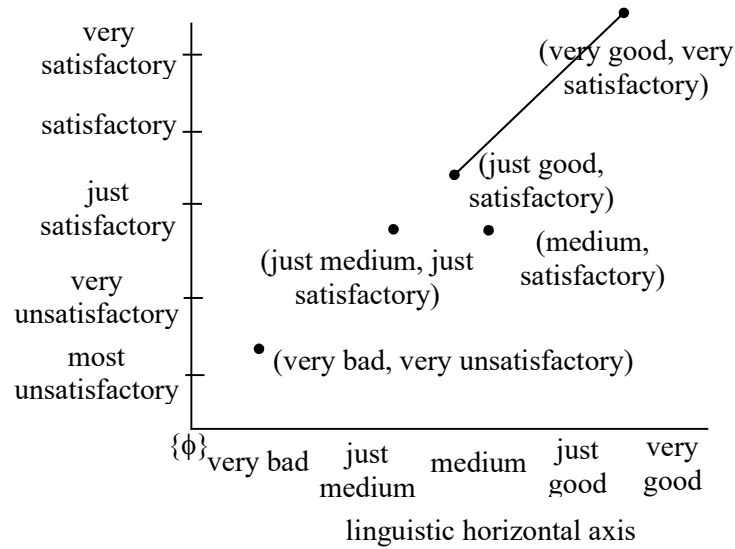 very
satisfactory
(very good, very
satisfactory)
satisfactory
(just good,
satisfactory)
just
satisfactory
(just medium, just
satisfactory)
(medium,
satisfactory)
very
unsatisfactory
most
unsatisfactory
(very bad, very unsatisfactory)
{ϕ}
very bad
just
medium
medium
just
good
very
good
linguistic horizontal axis